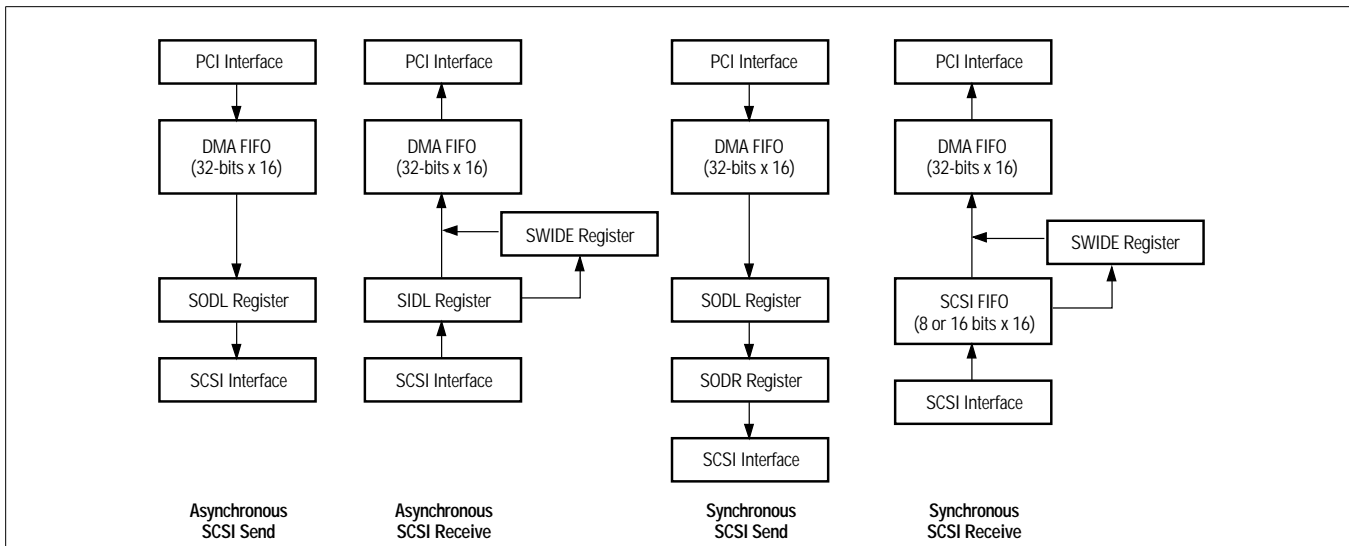 PCI Interface
DMA FIFO
(32-bits x 16)
SODL Register
SCSI Interface
Asynchronous
SCSI Send
PCI Interface
DMA FIFO
(32-bits x 16)
SWIDE Register
SIDL Register
SCSI Interface
Asynchronous
SCSI Receive
PCI Interface
DMA FIFO
(32-bits x 16)
SODL Register
SODR Register
SCSI Interface
Synchronous
SCSI Send
PCI Interface
DMA FIFO
(32-bits x 16)
SWIDE Register
SCSI FIFO
(8 or 16 bits x 16)
SCSI Interface
Synchronous
SCSI Receive